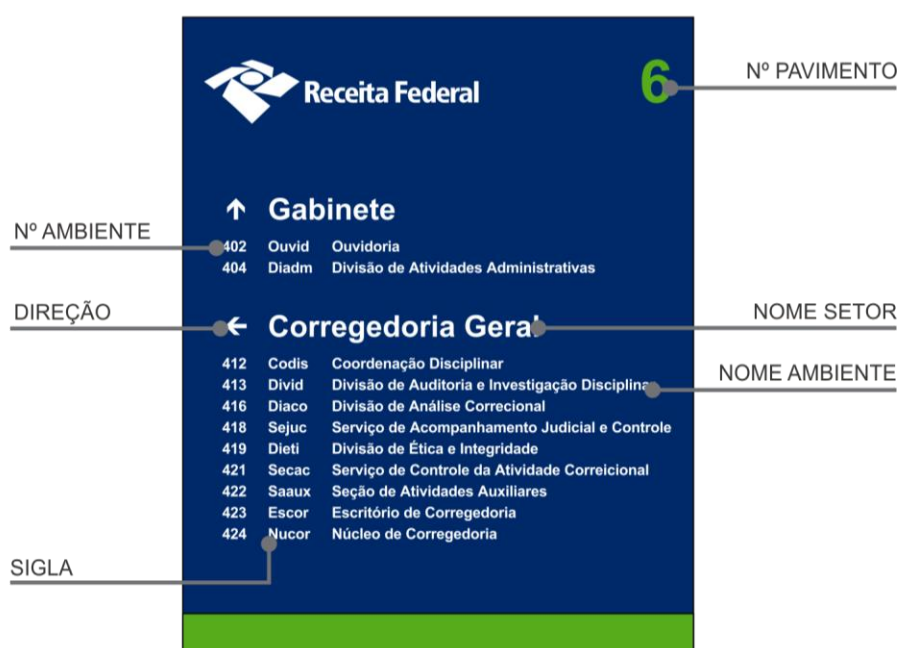 Receita Federal
6
Nº PAVIMENTO
Gabinete
Nº AMBIENTE
402 Ouvid Ouvidoria
404 Diadm Divisão de Atividades Administrativas
DIREÇÃO
Corregedoria Geral
NOME SETOR
412 Codis Coordenação Disciplinar
413 Divid Divisão de Auditoria e Investigação Disciplinar
NOME AMBIENTE
416 Diaco Divisão de Análise Correcional
418 Sejuc Serviço de Acompanhamento Judicial e Controle
419 Dieti Divisão de Ética e Integridade
421 Secac Serviço de Controle da Atividade Correicional
422 Saaux Seção de Atividades Auxiliares
423 Escor Escritório de Corregedoria
424 Nucor Núcleo de Corregedoria
SIGLA